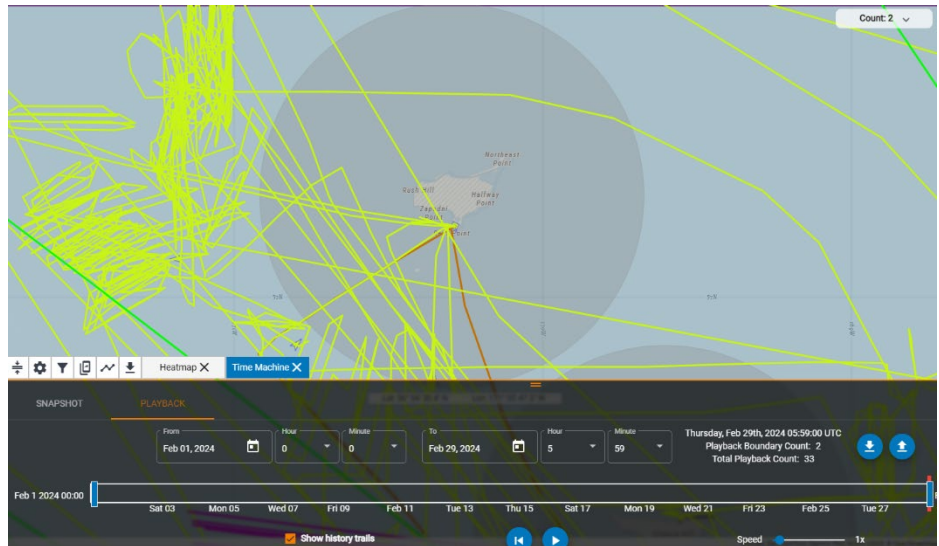 Count: 2
Northeast
Point
Rush Hill
Halfway
Point
Zapadni
Point
Point
Heatmap
Time Machine
SNAPSHOT
PLAYBACK
From
Feb 01, 2024
Hour
0
Minute
0
To
Feb 29, 2024
Hour
5
Minute
59
Thursday, Feb 29th, 2024 05:59:00 UTC
Playback Boundary Count: 2
Total Playback Count: 33
Feb 1 2024 00:00
Sat 03 Mon 05 Wed 07 Fri 09 Feb 11 Tue 13 Thu 15 Sat 17 Mon 19 Wed 21 Fri 23 Feb 25 Tue 27
Show history trails
Speed
1x